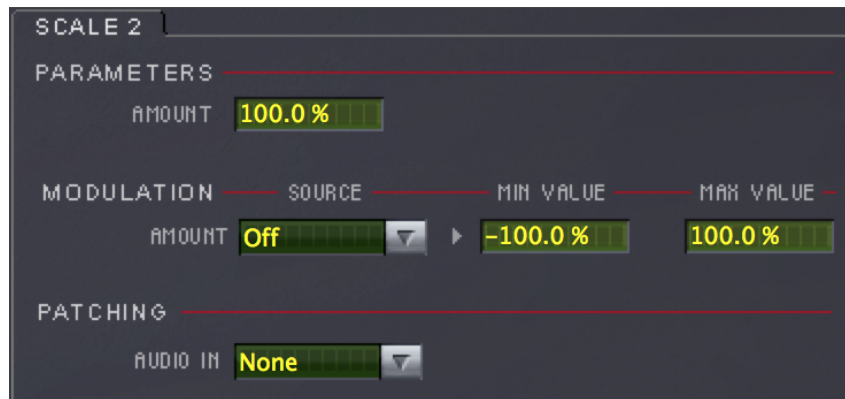 SCALE 2
PARAMETERS
AMOUNT 100.0 %
MODULATION SOURCE MIN VALUE MAX VALUE
AMOUNT Off -100.0 % 100.0 %
PATCHING
AUDIO IN None